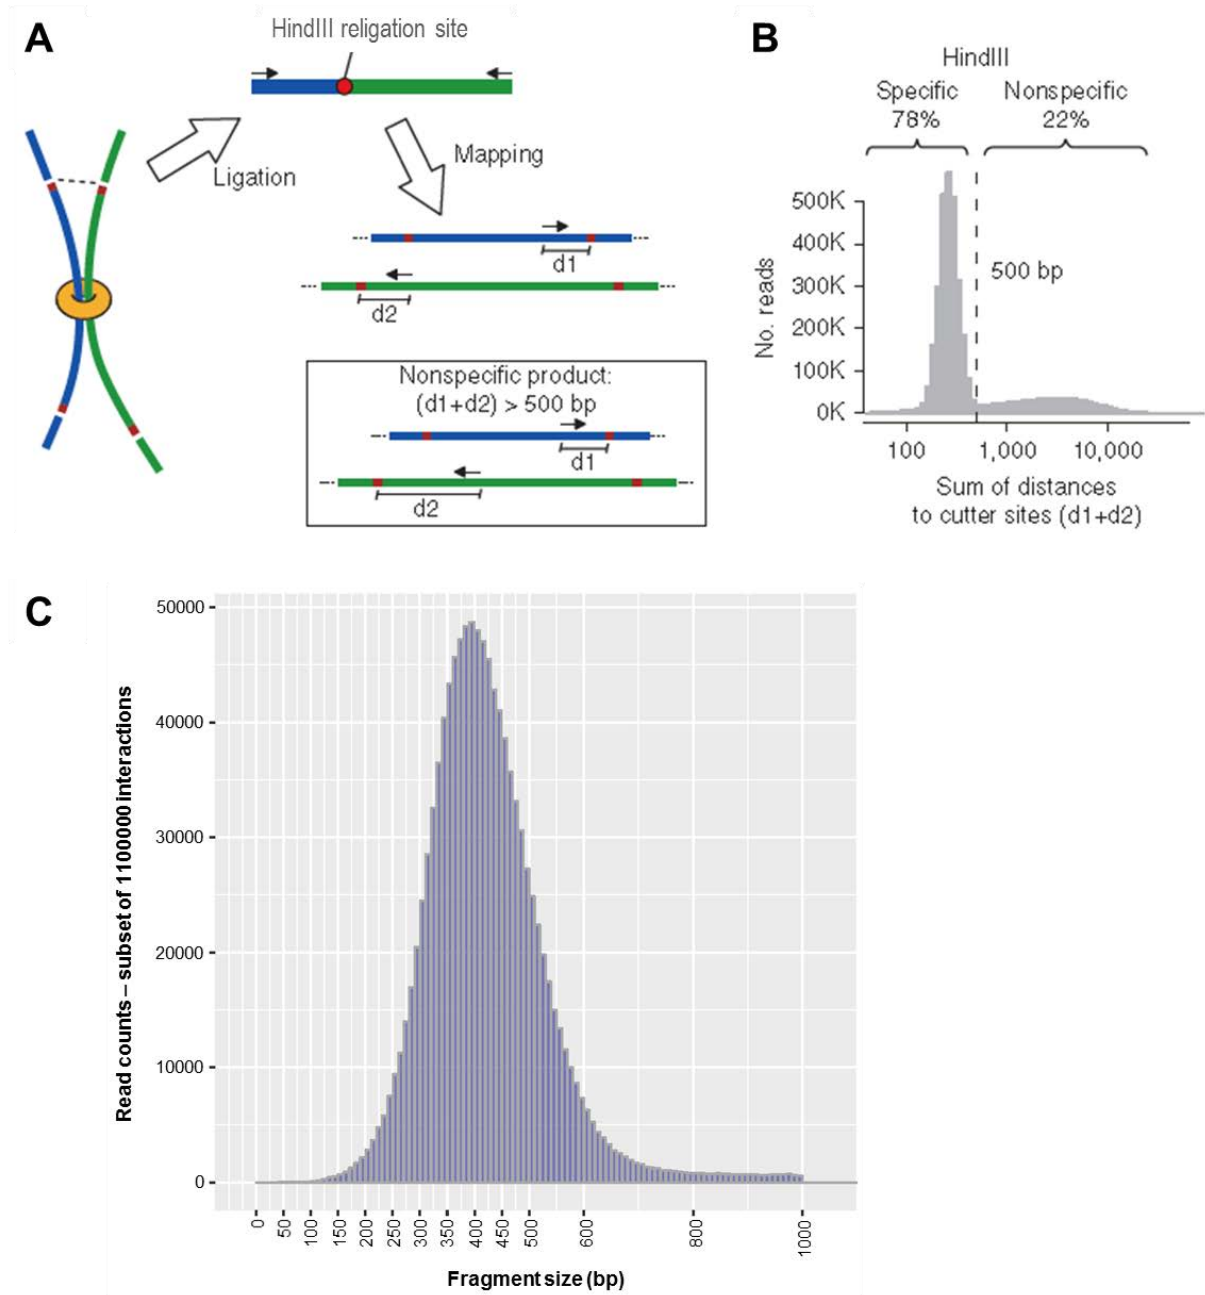 A
HindIII religation site
Ligation
Mapping
d1
d2
Nonspecific product:
(d1+d2) > 500 bp
d1
d2
B
HindIII
Specific
78%
Nonspecific
22%
500 bp
500K
400K
300K
200K
100K
0K
No. reads
100
1,000
10,000
Sum of distances
to cutter sites (d1+d2)
C
50000
40000
30000
20000
10000
0
Read counts – subset of 1100000 interactions
0
50
100
150
200
250
300
350
400
450
500
600
800
1000
Fragment size (bp)